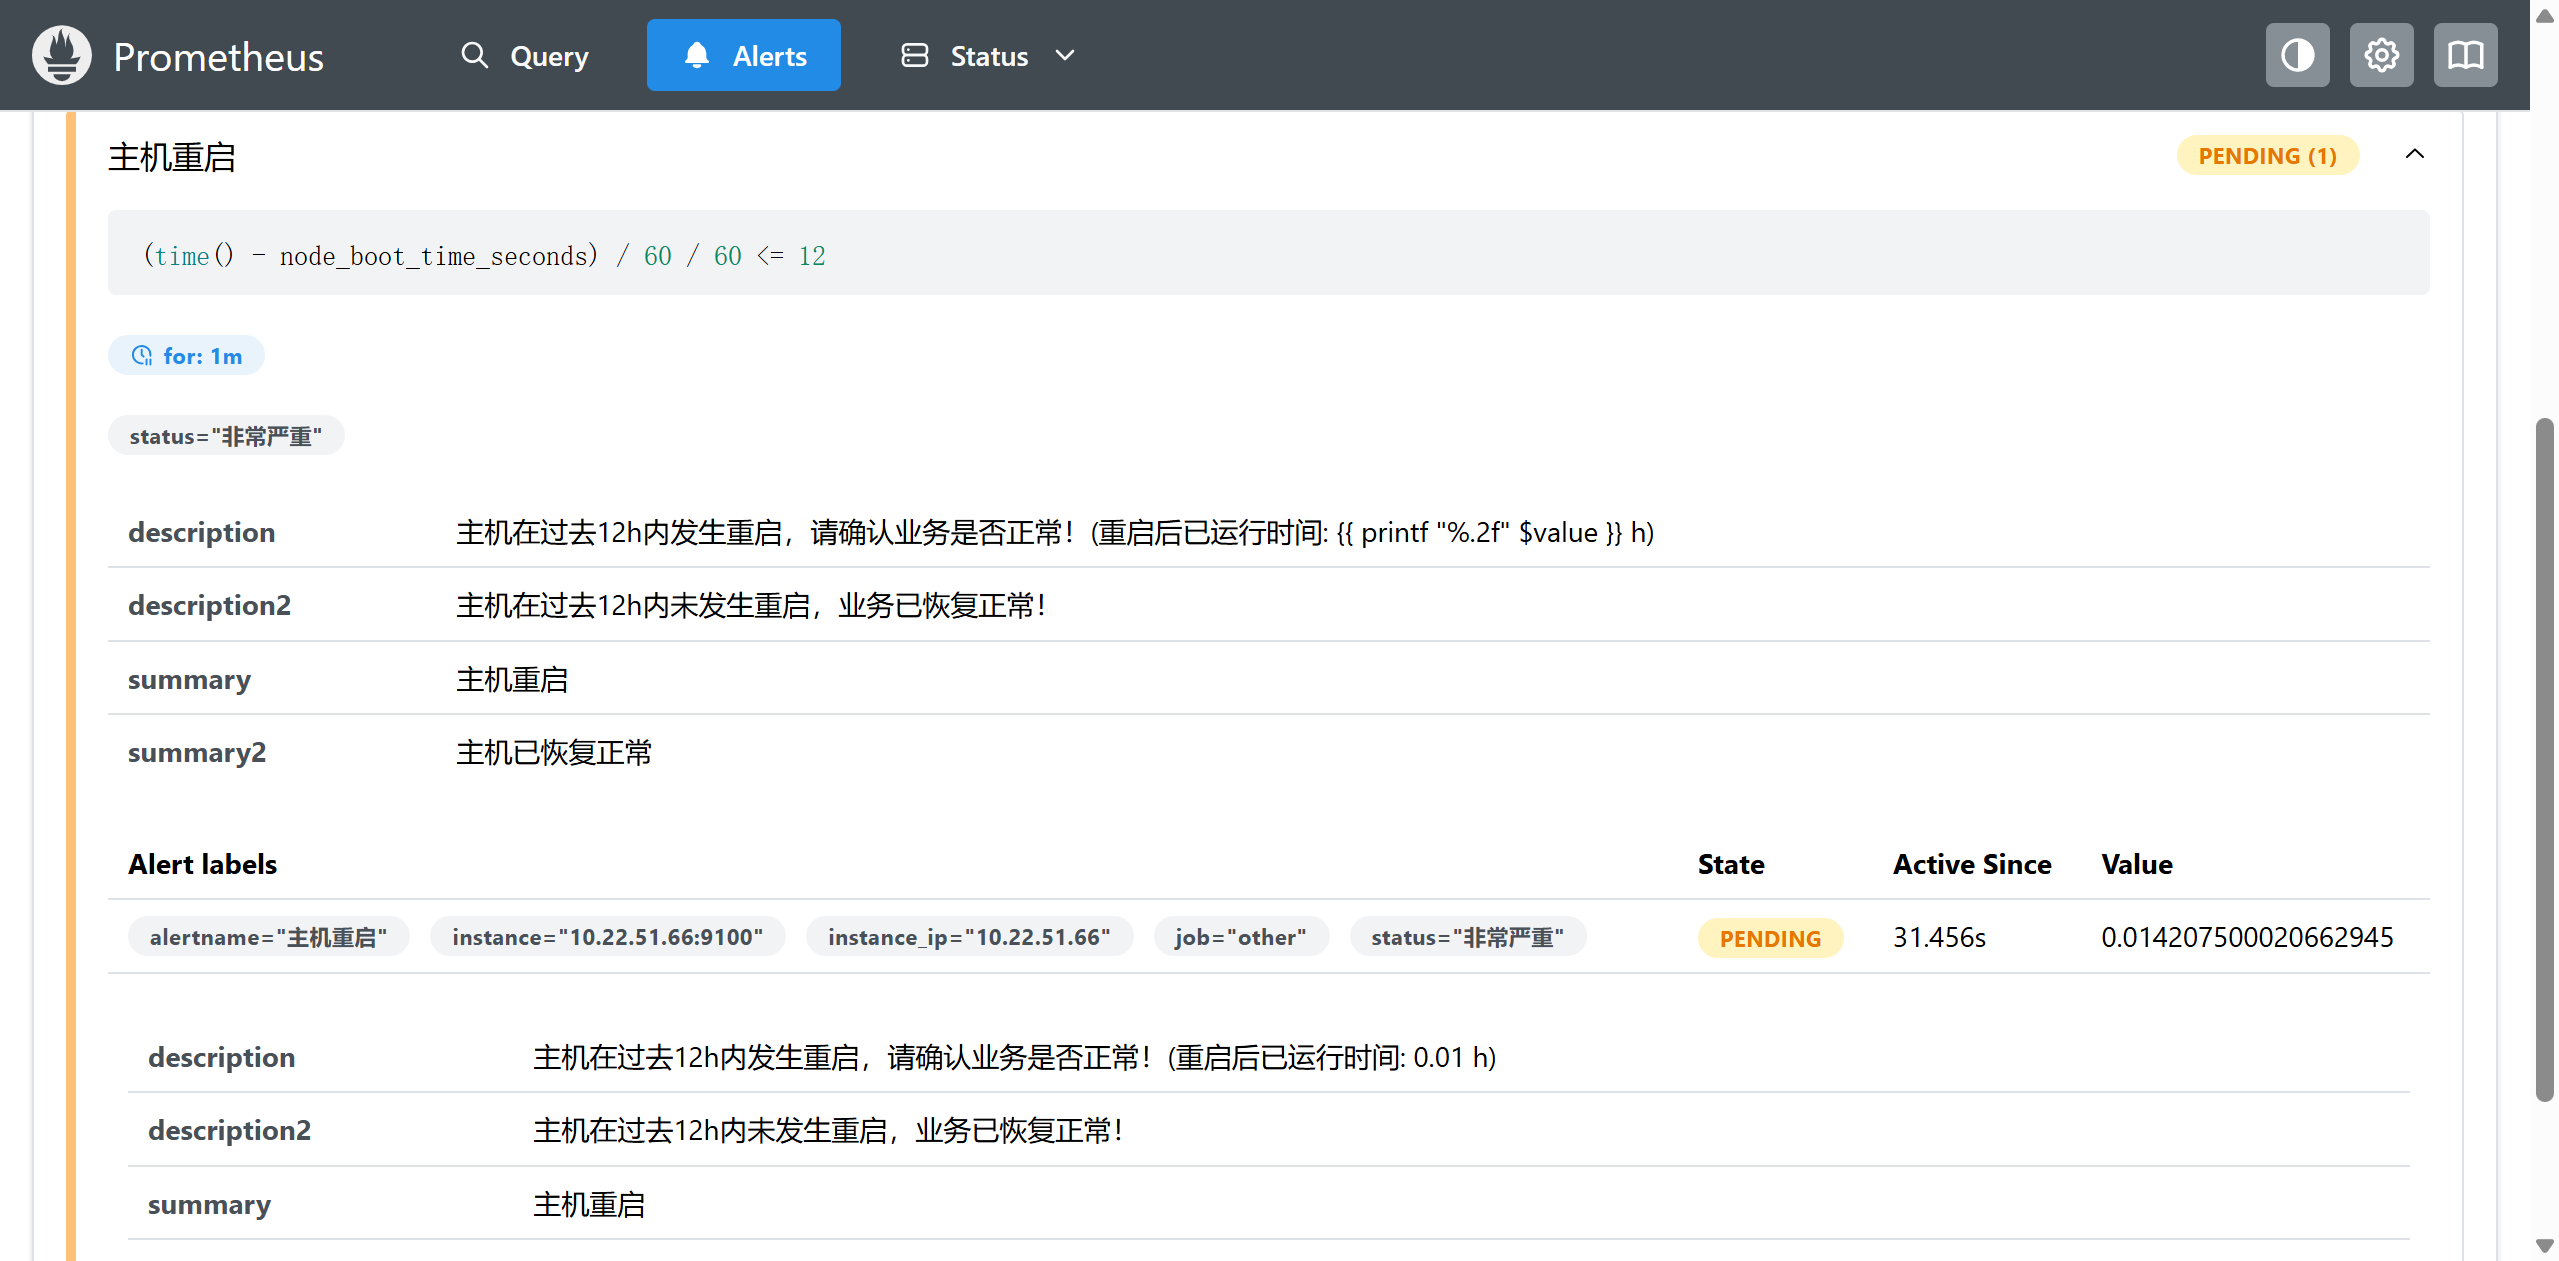 Prometheus Query Alerts Status
主机重启 PENDING (1)
(time() - node_boot_time_seconds) / 60 / 60 <= 12
for: 1m
status="非常严重"
description 主机在过去12h内发生重启，请确认业务是否正常！(重启后已运行时间: {{ printf "%.2f" $value }} h)
description2 主机在过去12h内未发生重启，业务已恢复正常！
summary 主机重启
summary2 主机已恢复正常
Alert labels State Active Since Value
alertname="主机重启" instance="10.22.51.66:9100" instance_ip="10.22.51.66" job="other" status="非常严重" PENDING 31.456s 0.014207500020662945
description 主机在过去12h内发生重启，请确认业务是否正常！(重启后已运行时间: 0.01 h)
description2 主机在过去12h内未发生重启，业务已恢复正常！
summary 主机重启